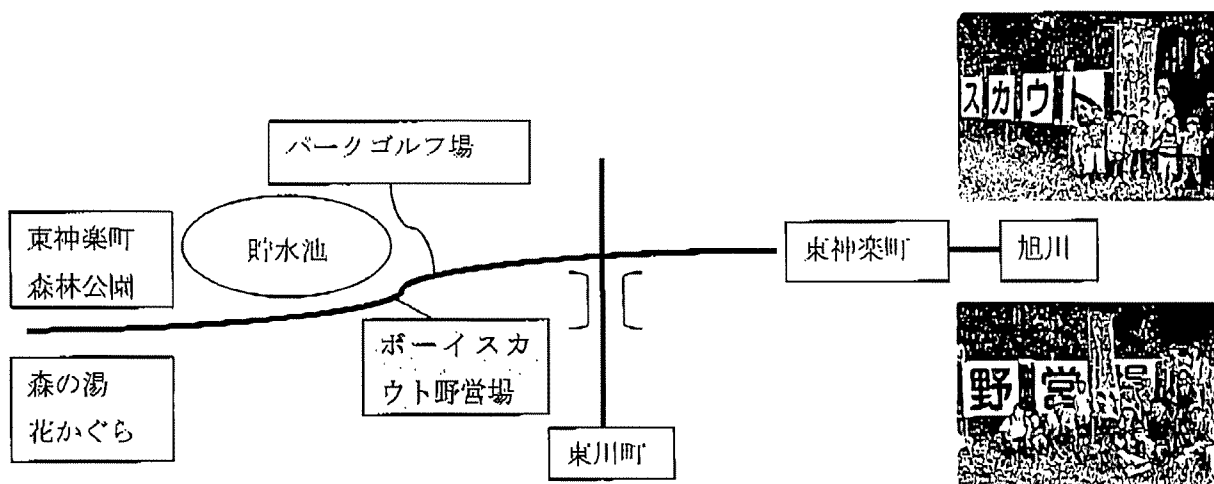 スカウ
パークゴルフ場
東神楽町
森林公園
貯水池
東神楽町
旭川
ボーイスカ
ウト野営場
森の湯
花かぐら
東川町
野営場